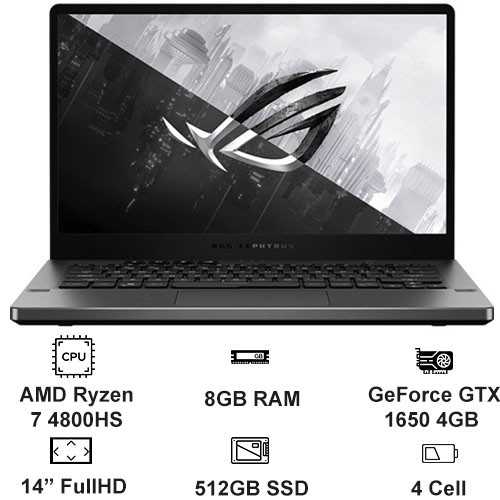 ROG ZEPHYRUS
CPU
GB
AMD Ryzen
7 4800HS
8GB RAM
GeForce GTX
1650 4GB
14” FullHD
512GB SSD
4 Cell